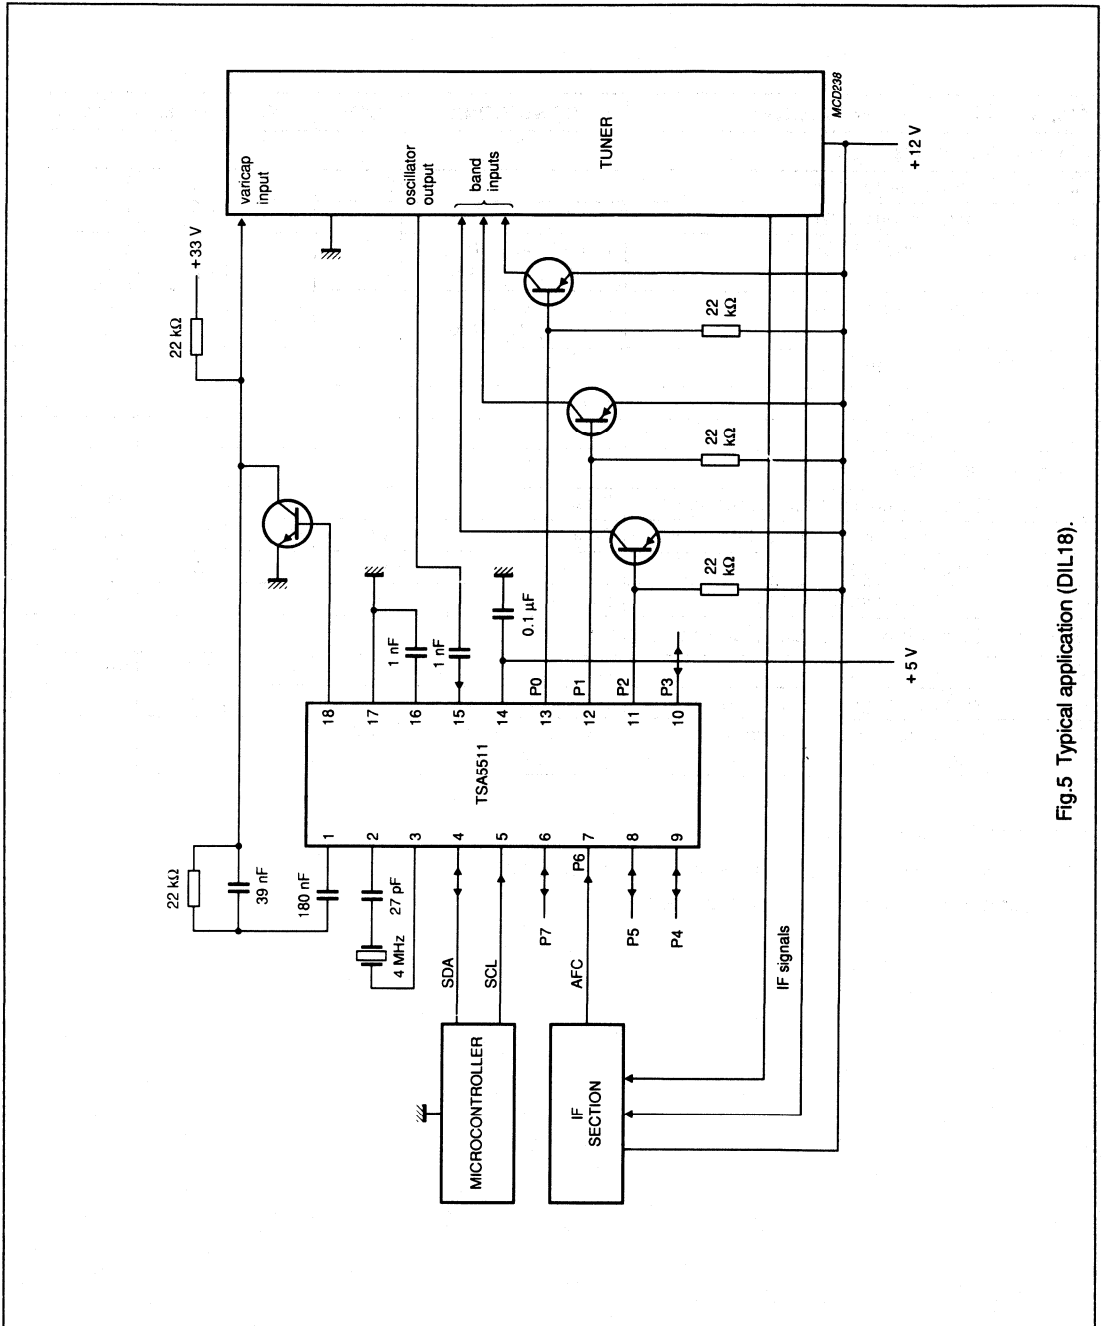 varicap
input
oscillator
output
band
inputs
TUNER
MCD238
+33 V
22 kΩ
+12 V
22
kΩ
22
kΩ
22
kΩ
1 nF
1 nF
0.1 µF
P0
P1
P2
P3
+5 V
18
17
16
15
14
13
12
11
10
TSA5511
1
2
3
4
5
6
7
8
9
22 kΩ
39 nF
180 nF
27 pF
4 MHz
SDA
SCL
P7
AFC
P6
P5
P4
IF signals
MICROCONTROLLER
IF
SECTION
Fig.5 Typical application (DIL18).